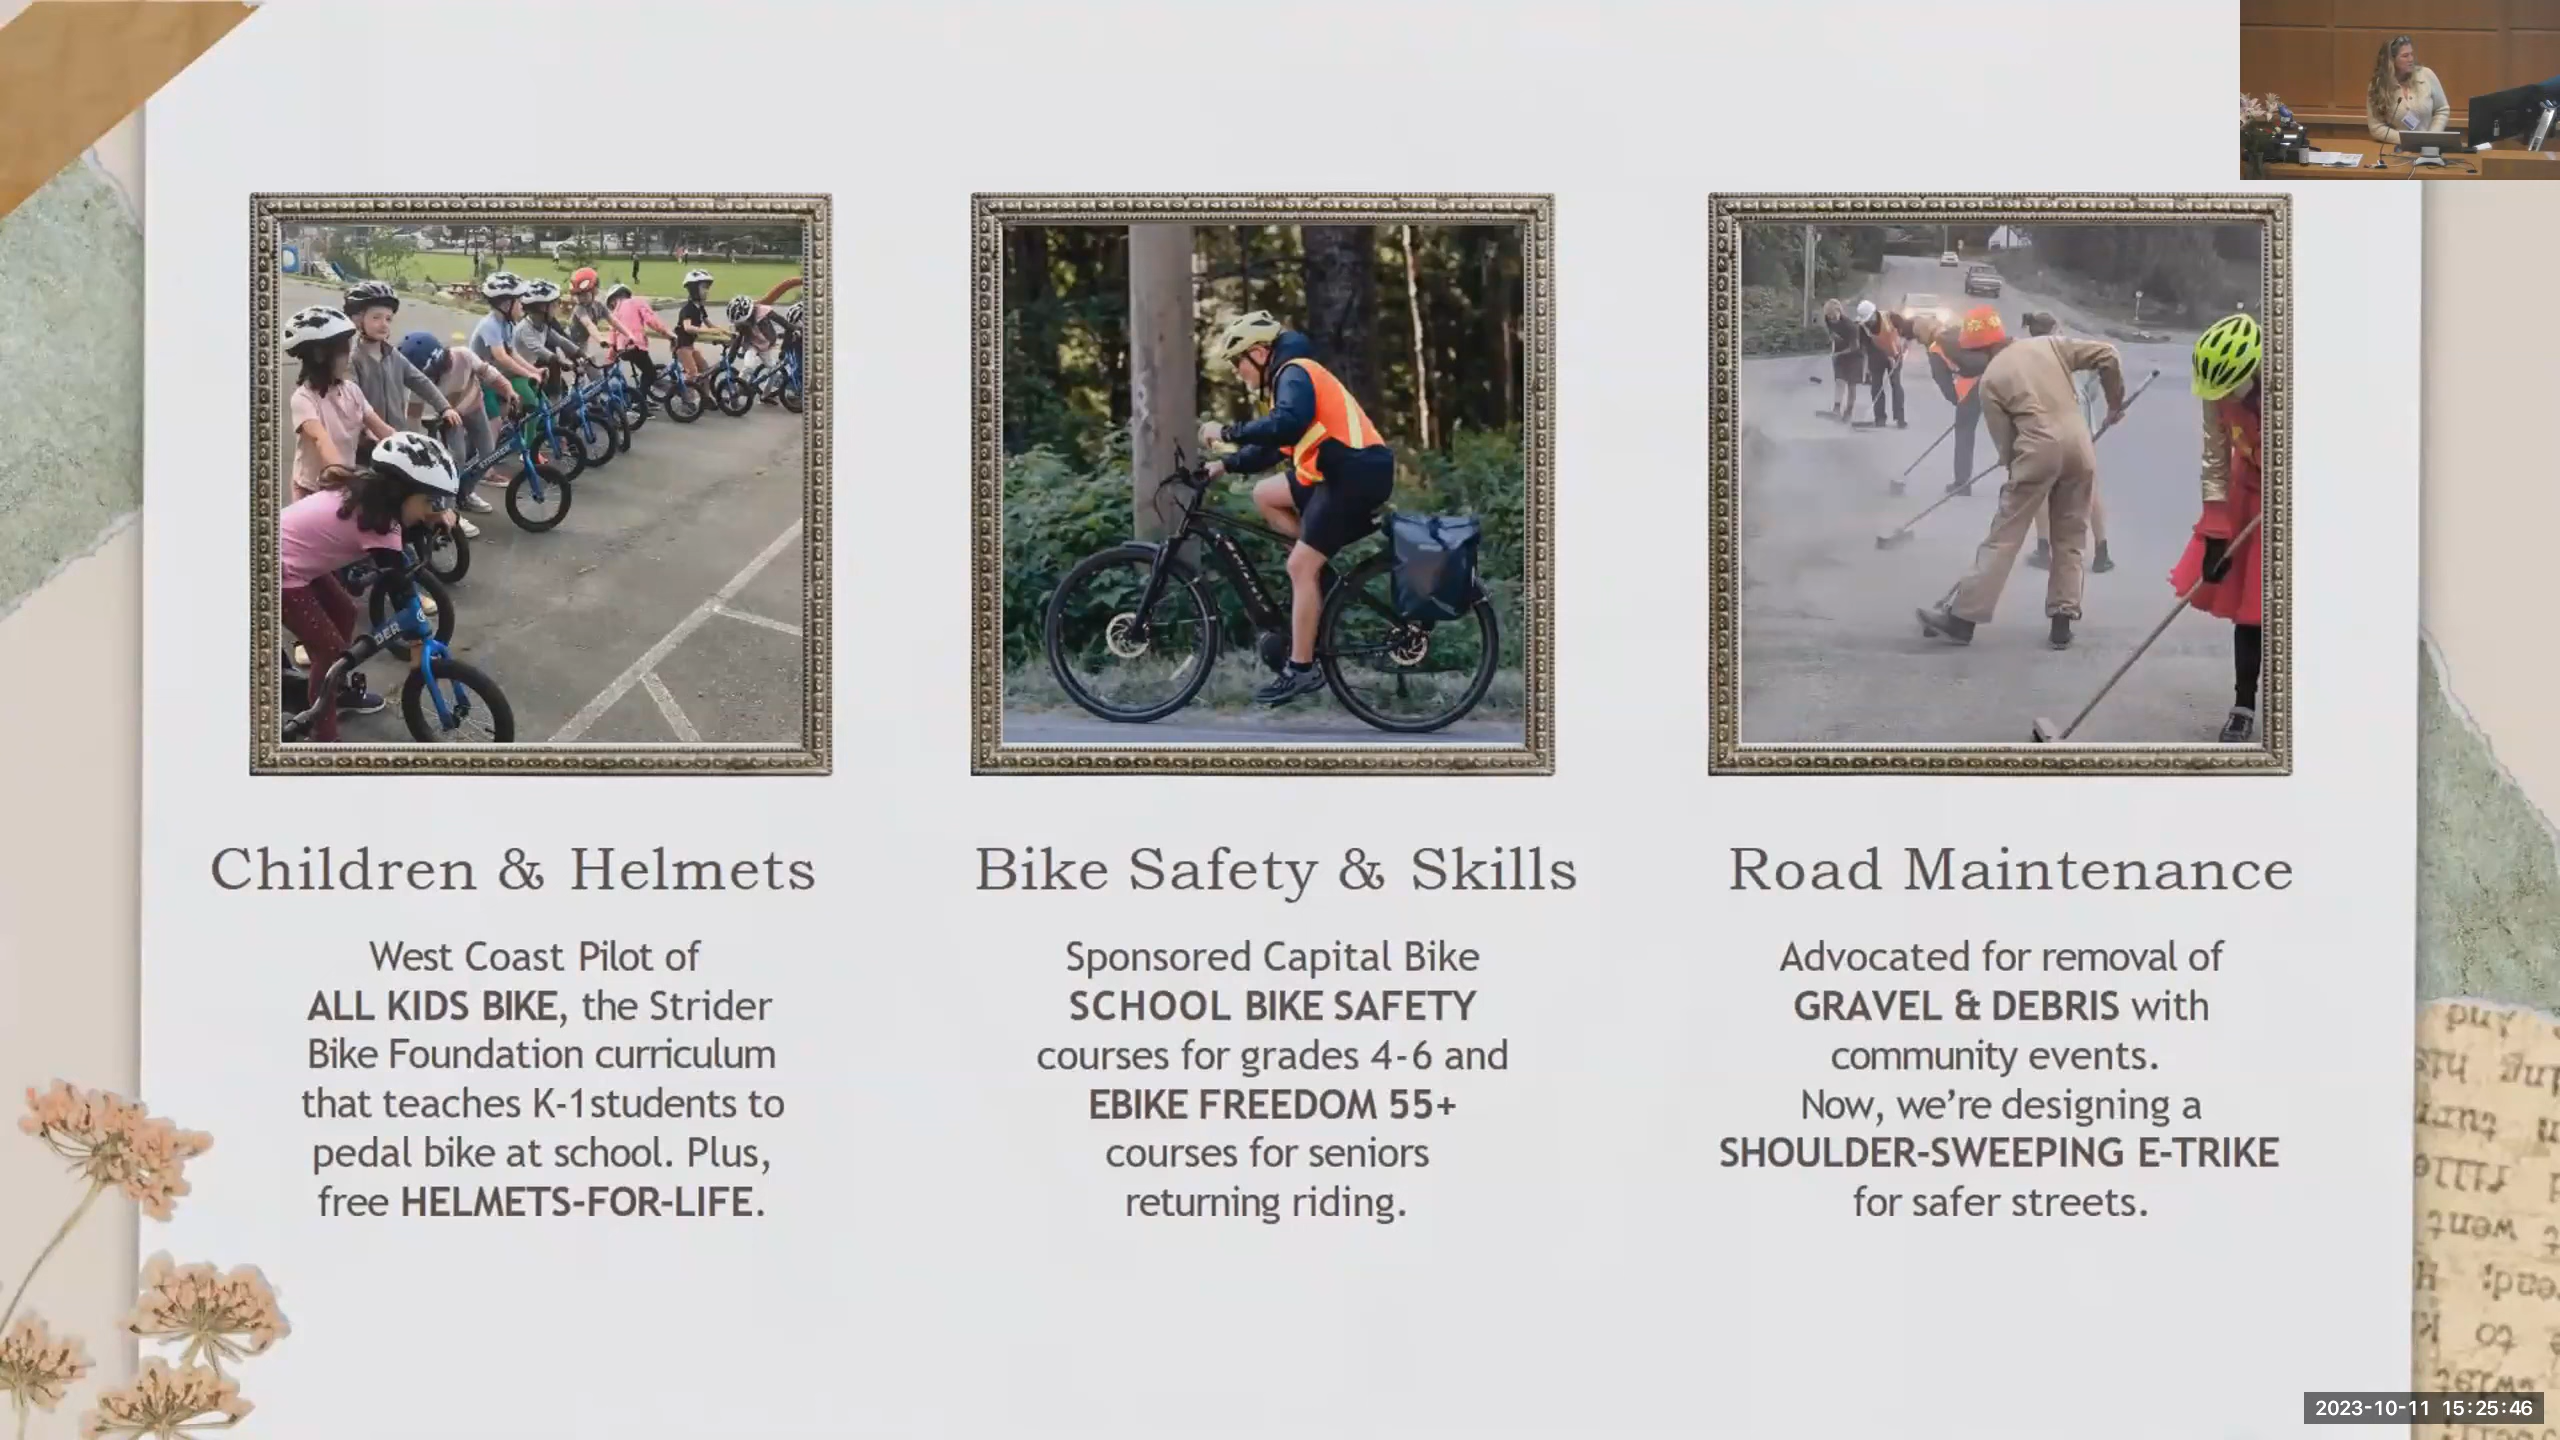 Children & Helmets
West Coast Pilot of
ALL KIDS BIKE, the Strider
Bike Foundation curriculum
that teaches K-1students to
pedal bike at school. Plus,
free HELMETS-FOR-LIFE.
Bike Safety & Skills
Sponsored Capital Bike
SCHOOL BIKE SAFETY
courses for grades 4-6 and
EBIKE FREEDOM 55+
courses for seniors
returning riding.
Road Maintenance
Advocated for removal of
GRAVEL & DEBRIS with
community events.
Now, we're designing a
SHOULDER-SWEEPING E-TRIKE
for safer streets.
went
to
2023-10-11 15:25:46